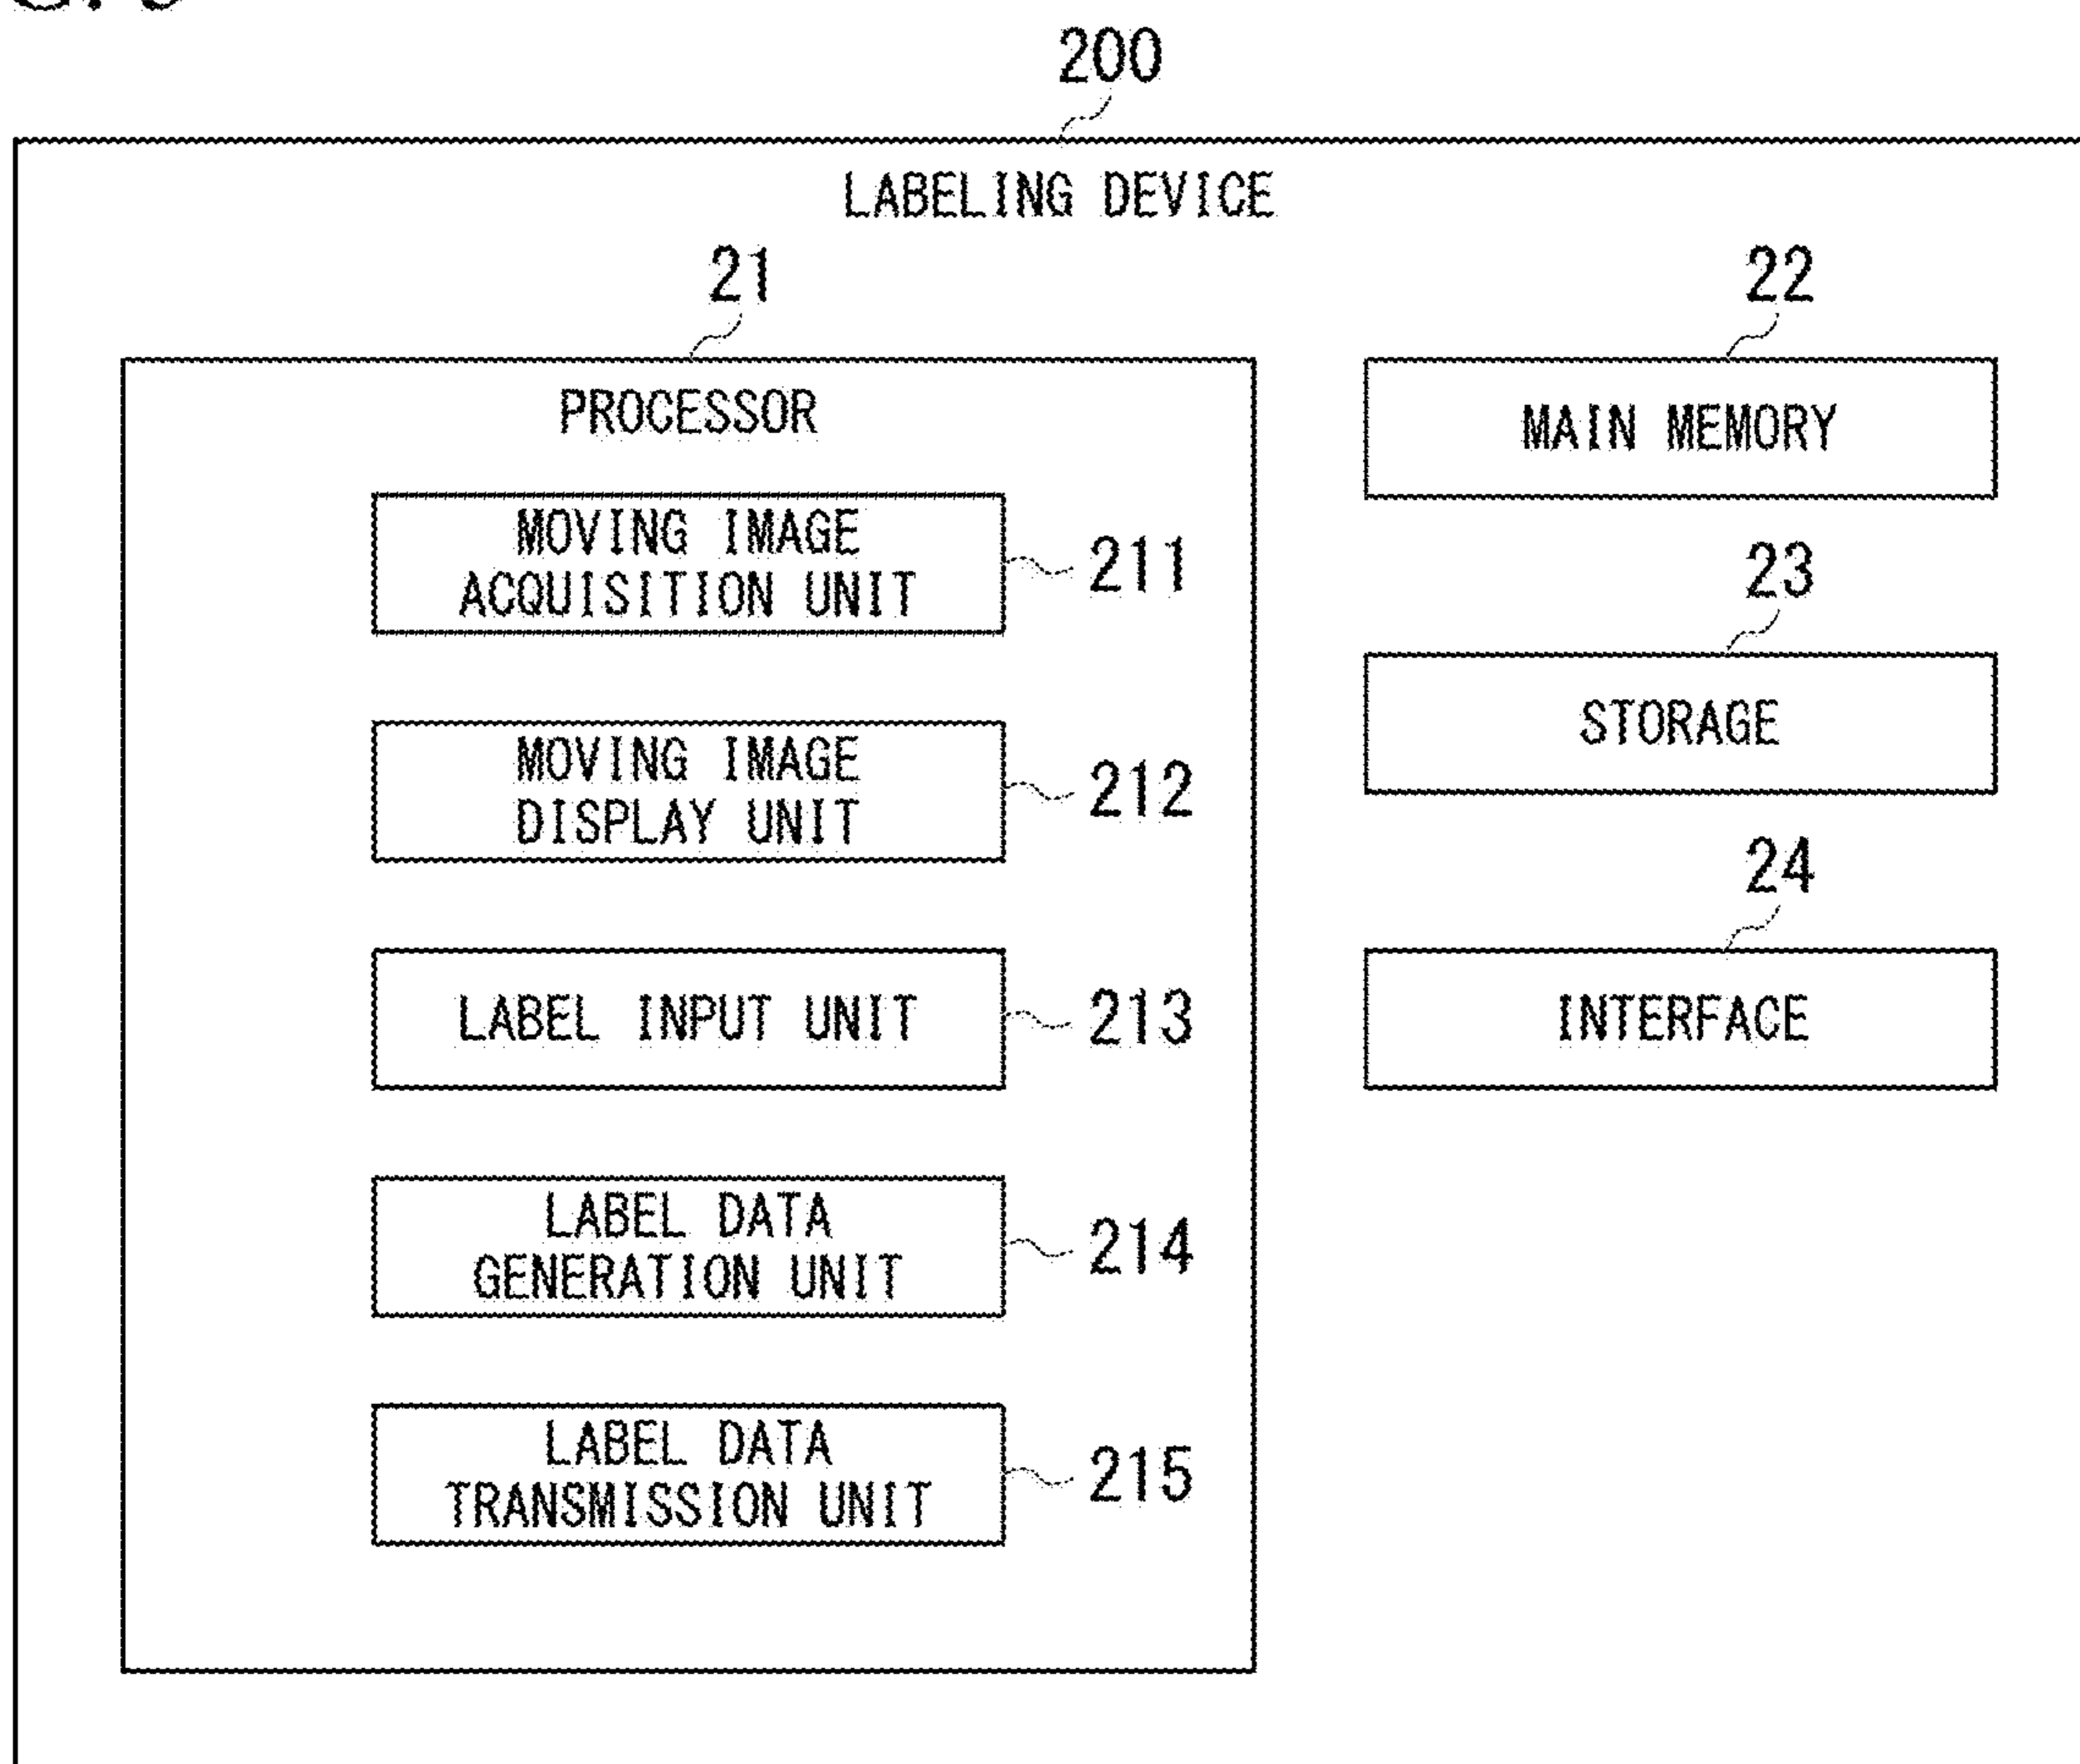 200
LABELING DEVICE
21
22
PROCESSOR
MAIN MEMORY
MOVING IMAGE
ACQUISITION UNIT
211
23
STORAGE
MOVING IMAGE
DISPLAY UNIT
212
24
INTERFACE
LABEL INPUT UNIT
213
LABEL DATA
GENERATION UNIT
214
LABEL DATA
TRANSMISSION UNIT
215